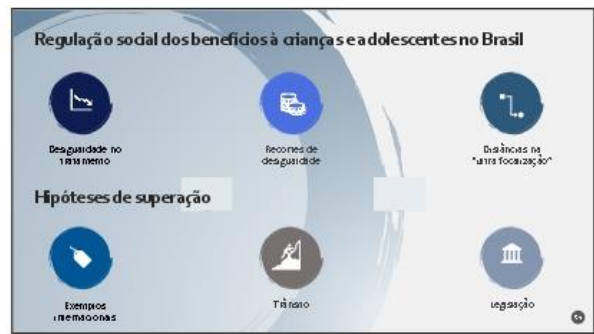 Regulação social dos benefícios à crianças e adolescentes no Brasil
Desigualdade no
tratamento
Recortes de
desigualdade
Distâncias na
"ultra focalização"
Hipóteses de superação
Exemplos
internacionais
Trânsito
Legislação